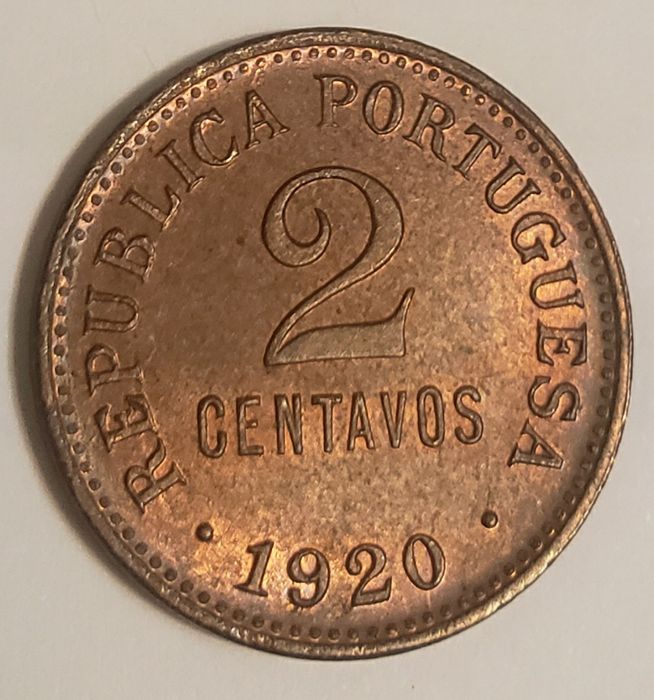 REPUBLICA PORTUGUESA
2
CENTAVOS
• 1920 •